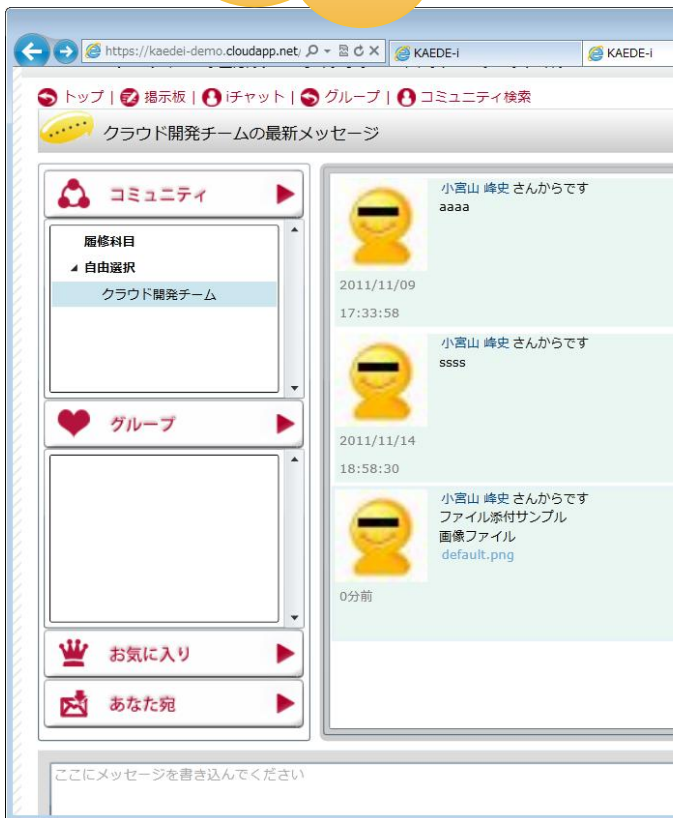 https://kaedei-demo.cloudapp.net/
KAEDE-i
KAEDE-i
トップ | 掲示板 | iチャット | グループ | コミュニティ検索
クラウド開発チームの最新メッセージ
コミュニティ
履修科目
自由選択
クラウド開発チーム
グループ
お気に入り
あなた宛
小宮山 峰史 さんからです
aaaa
2011/11/09
17:33:58
小宮山 峰史 さんからです
ssss
2011/11/14
18:58:30
小宮山 峰史 さんからです
ファイル添付サンプル
画像ファイル
default.png
0分前
ここにメッセージを書き込んでください